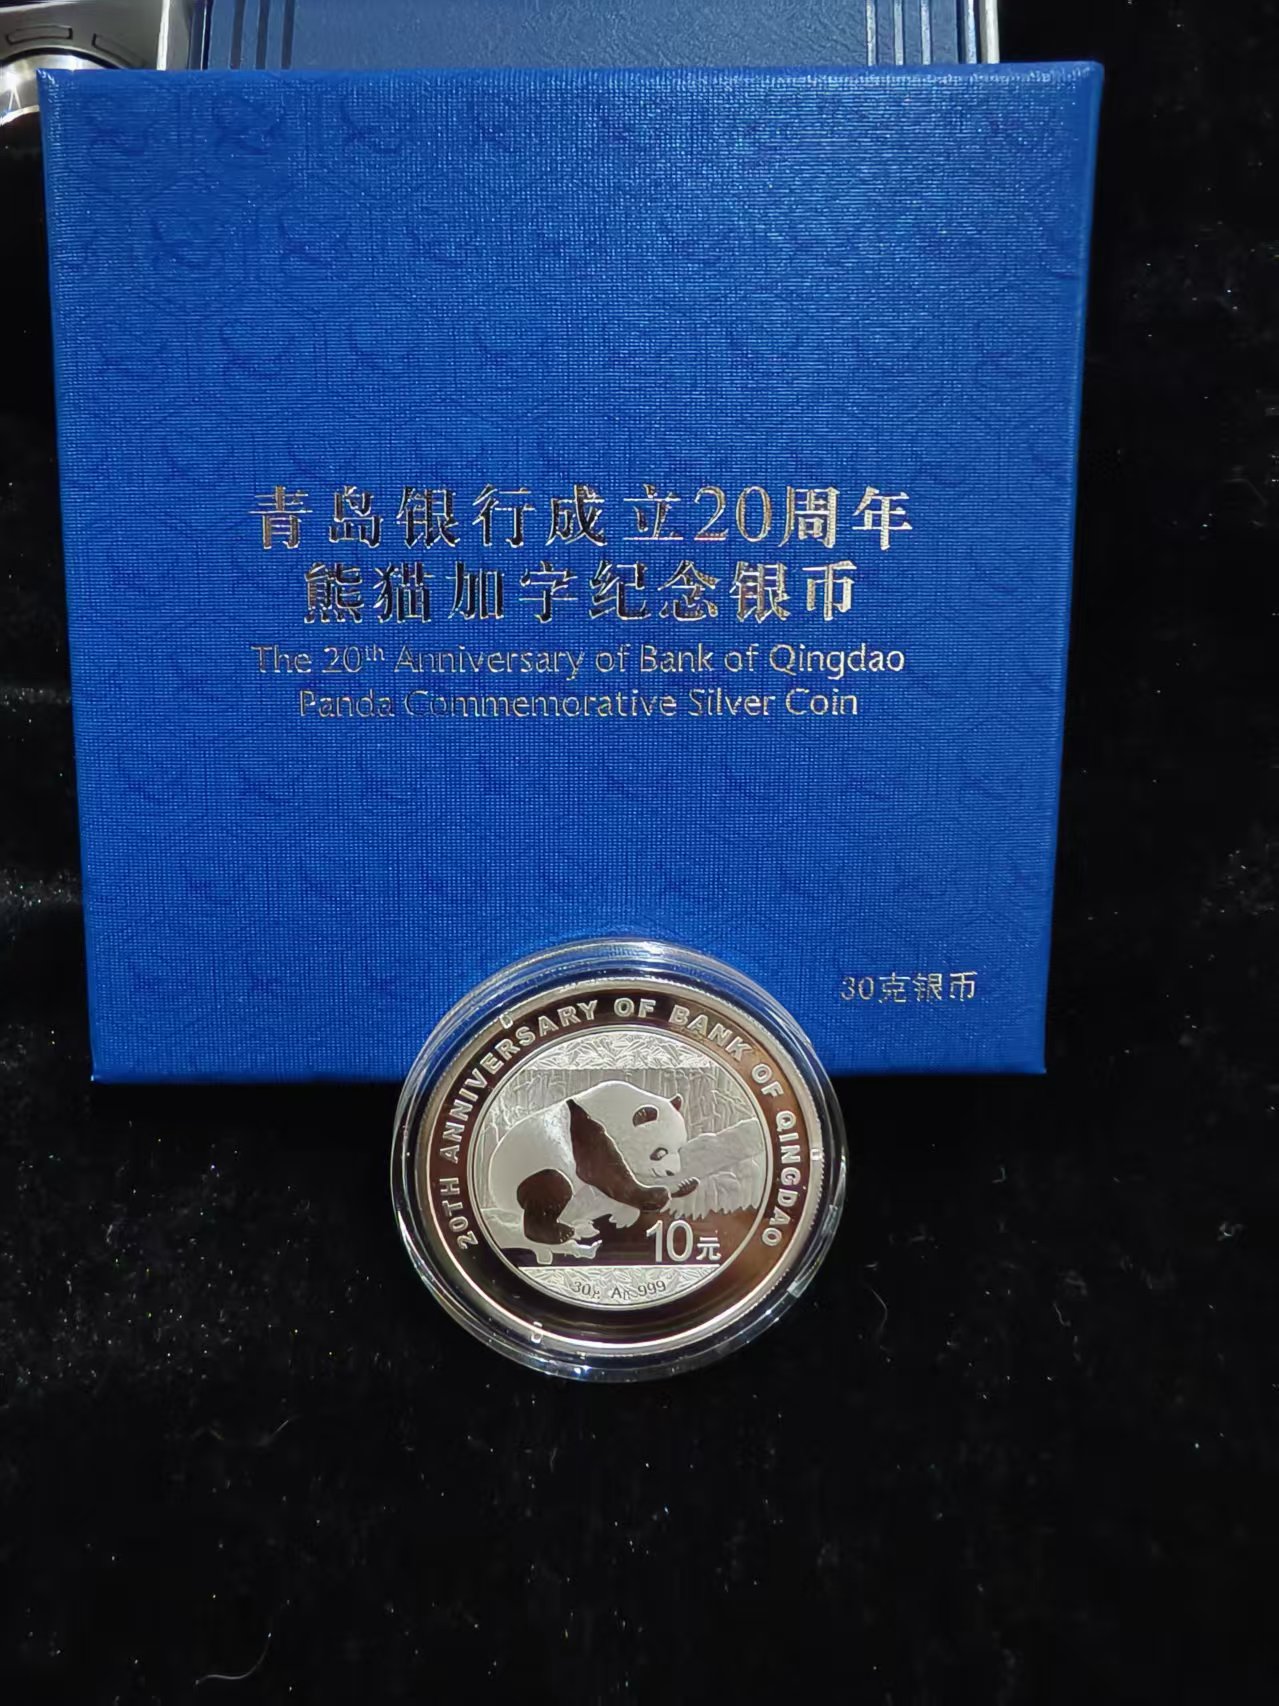 青岛银行成立20周年
熊猫加字纪念银币
The 20th Anniversary of Bank of Qingdao
Panda Commemorative Silver Coin
30克银币
20TH ANNIVERSARY OF BANK OF QINGDAO
10元
30g Ag 999